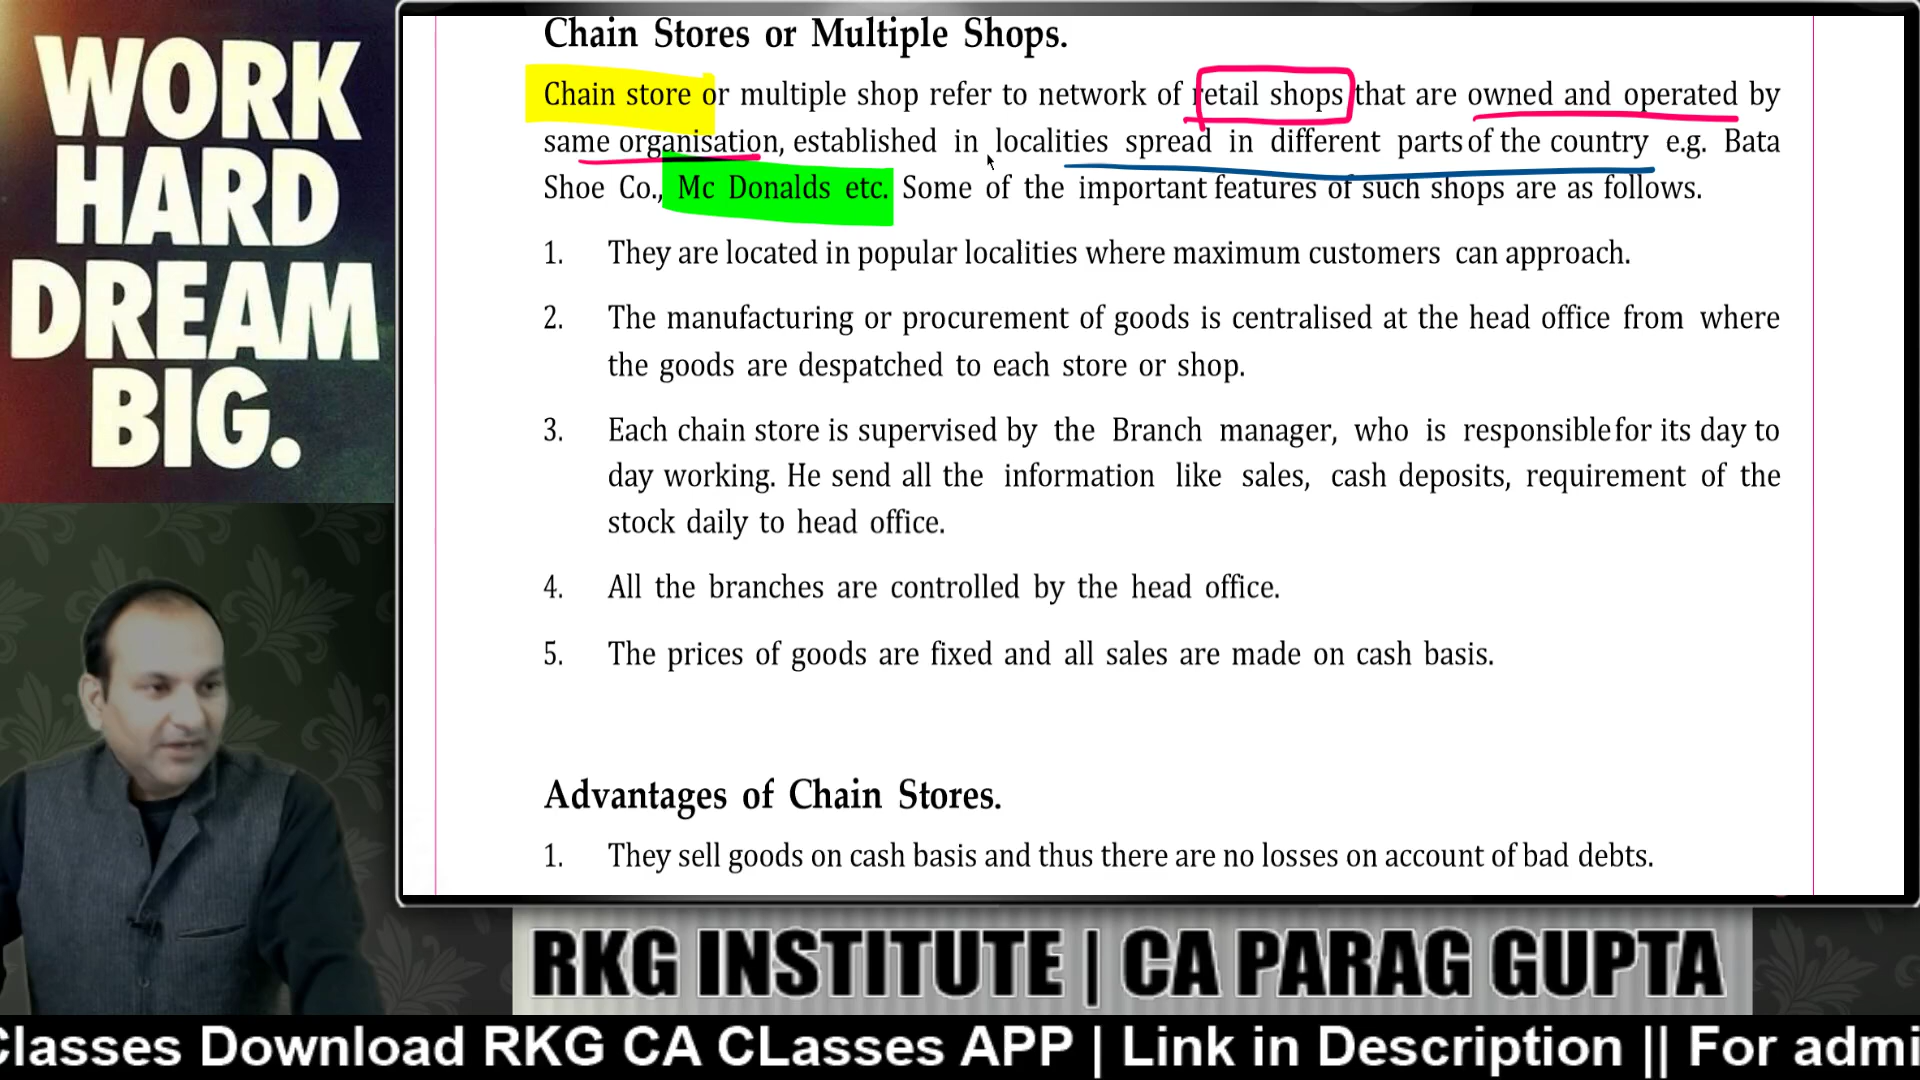 WORK
HARD
DREAM
BIG.
Chain Stores or Multiple Shops.
Chain store or multiple shop refer to network of retail shops that are owned and operated by
same organisation, established in localities spread in different parts of the country e.g. Bata
Shoe Co., Mc Donalds etc. Some of the important features of such shops are as follows.
1. They are located in popular localities where maximum customers can approach.
2. The manufacturing or procurement of goods is centralised at the head office from where
the goods are despatched to each store or shop.
3. Each chain store is supervised by the Branch manager, who is responsible for its day to
day working. He send all the information like sales, cash deposits, requirement of the
stock daily to head office.
4. All the branches are controlled by the head office.
5. The prices of goods are fixed and all sales are made on cash basis.
Advantages of Chain Stores.
1. They sell goods on cash basis and thus there are no losses on account of bad debts.
RKG INSTITUTE | CA PARAG GUPTA
Classes Download RKG CA CLasses APP | Link in Description || For admi